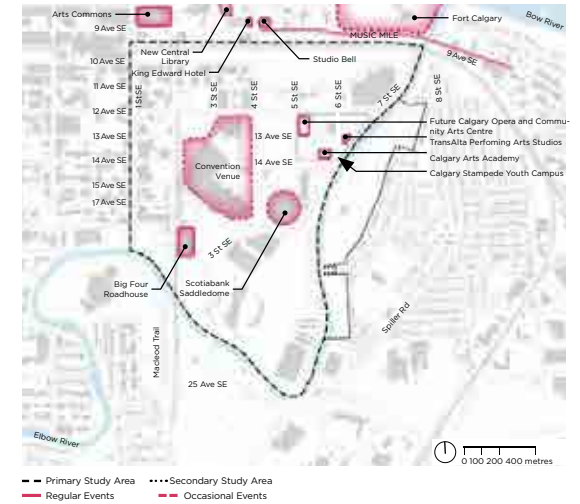 Arts Commons
Fort Calgary
Bow River
9 Ave SE
MUSIC MILE
New Central
Library
Studio Bell
9 Ave SE
10 Ave SE
King Edward Hotel
11 Ave SE
1 St SE
3 St SE
4 St SE
5 St SE
6 St SE
7 St SE
8 St SE
12 Ave SE
Future Calgary Opera and Commu-
nity Arts Centre
13 Ave SE
13 Ave SE
TransAlta Perfoming Arts Studios
14 Ave SE
14 Ave SE
Calgary Arts Academy
Convention
Venue
Calgary Stampede Youth Campus
15 Ave SE
17 Ave SE
3 St SE
Big Four
Roadhouse
Scotiabank
Saddledome
Macleod Trail
Spiller Rd
25 Ave SE
Elbow River
0 100 200 400 metres
Primary Study Area
Secondary Study Area
Regular Events
Occasional Events